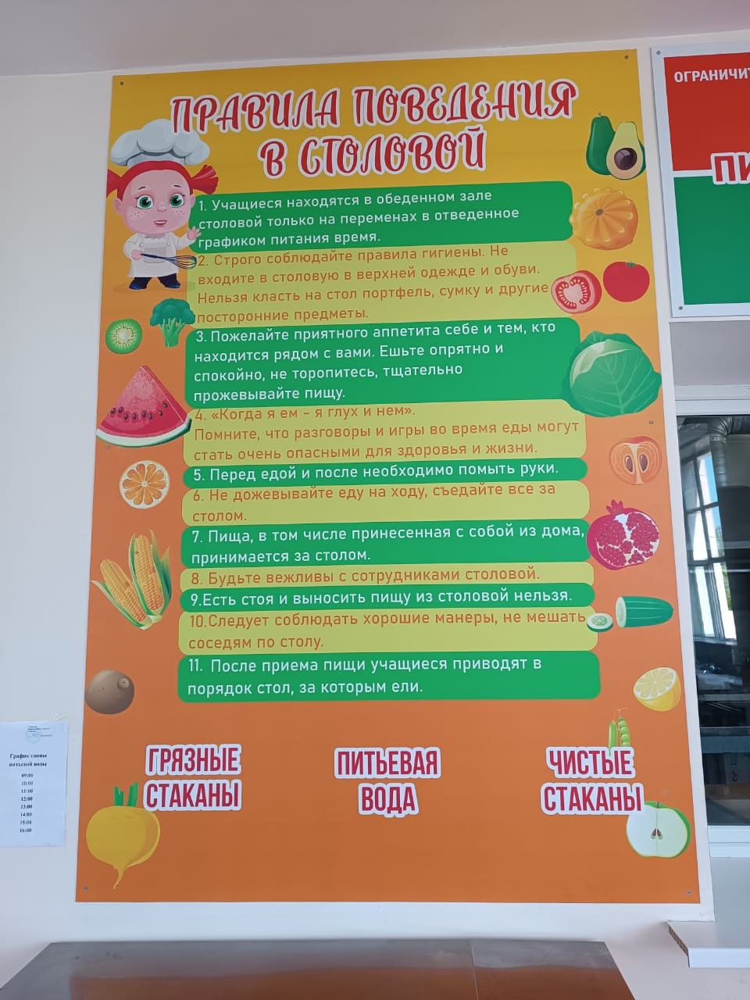 ПРАВИЛА ПОВЕДЕНИЯ
В СТОЛОВОЙ
1. Учащиеся находятся в обеденном зале
столовой только на переменах в отведенное
графиком питания время.
2. Строго соблюдайте правила гигиены. Не
входите в столовую в верхней одежде и обуви.
Нельзя класть на стол портфель, сумку и другие
посторонние предметы.
3. Пожелайте приятного аппетита себе и тем, кто
находится рядом с вами. Ешьте опрятно и
спокойно, не торопитесь, тщательно
прожевывайте пищу.
4. «Когда я ем - я глух и нем».
Помните, что разговоры и игры во время еды могут
стать очень опасными для здоровья и жизни.
5. Перед едой и после необходимо помыть руки.
6. Не дожевывайте еду на ходу, съедайте все за
столом.
7. Пища, в том числе принесенная с собой из дома,
принимается за столом.
8. Будьте вежливы с сотрудниками столовой.
9.Есть стоя и выносить пищу из столовой нельзя.
10.Следует соблюдать хорошие манеры, не мешать
соседям по столу.
11. После приема пищи учащиеся приводят в
порядок стол, за которым ели.
ГРЯЗНЫЕ
СТАКАНЫ
ПИТЬЕВАЯ
ВОДА
ЧИСТЫЕ
СТАКАНЫ
График смены
питьевой воды
09:00
10:00
11:00
12:00
13:00
14:00
15:00
16:00
ОГРАНИЧИТ
ПИ